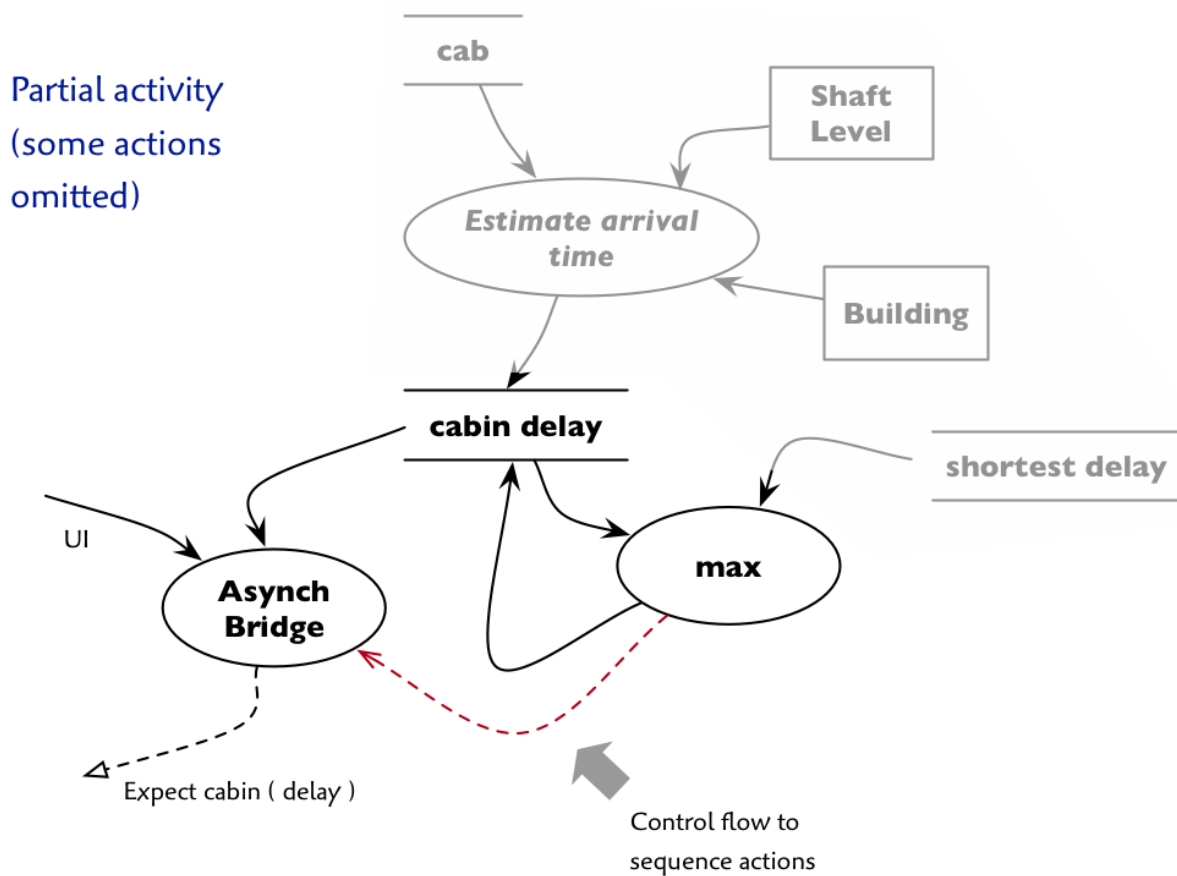 cab
Partial activity
(some actions
omitted)
Shaft
Level
Estimate arrival
time
Building
cabin delay
shortest delay
UI
max
Asynch
Bridge
Expect cabin ( delay )
Control flow to
sequence actions